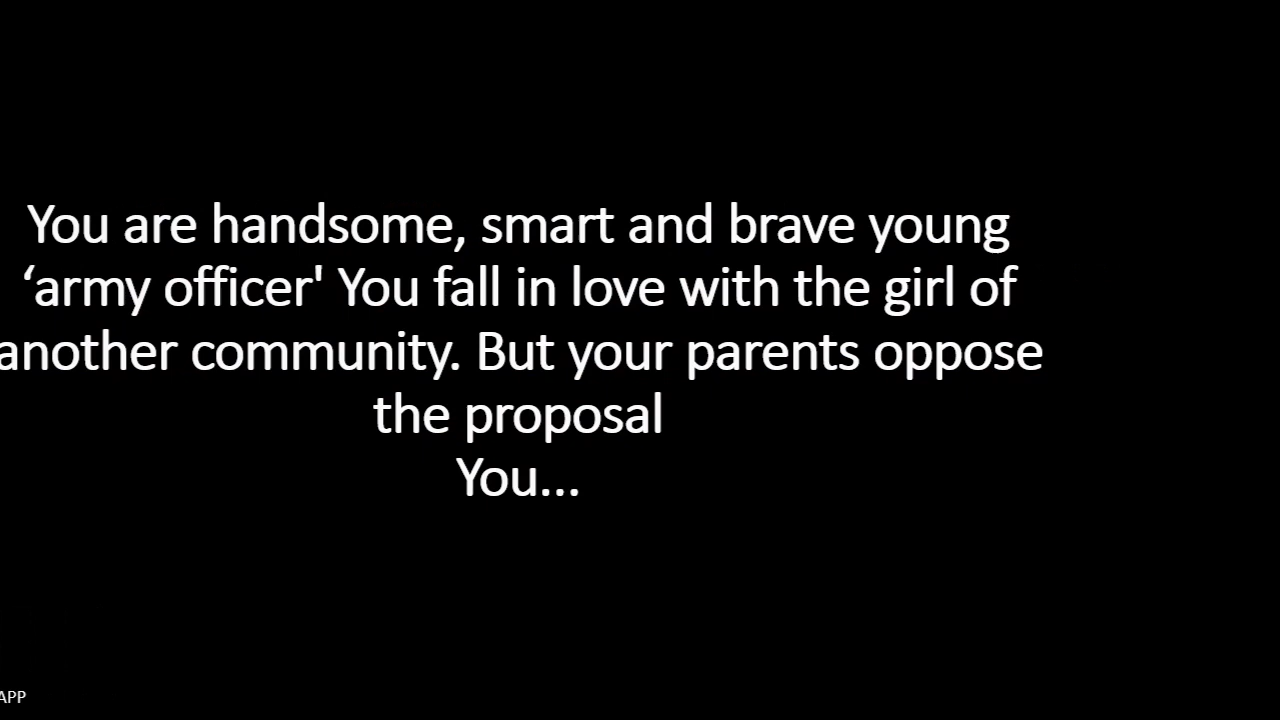 You are handsome, smart and brave young
‘army officer' You fall in love with the girl of
another community. But your parents oppose
the proposal
You...
APP